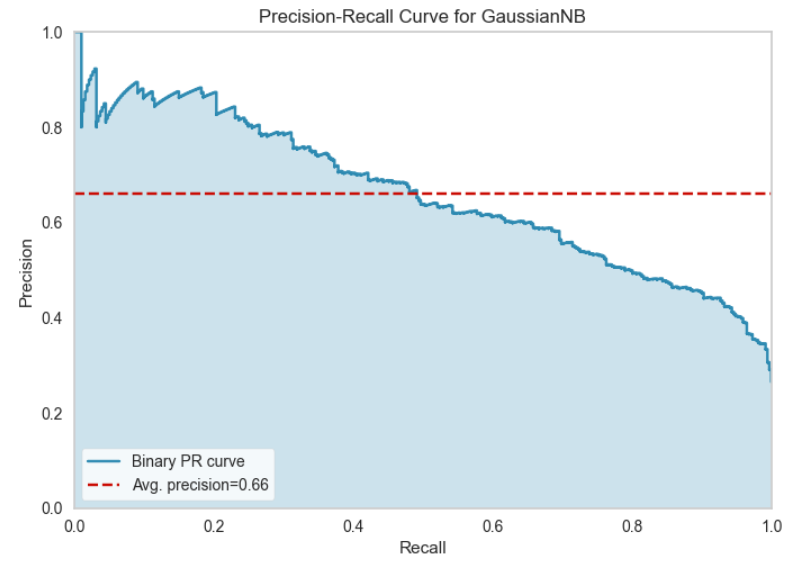 Precision-Recall Curve for GaussianNB
1.0
0.8
0.6
0.4
0.2
0.0
Precision
Binary PR curve
Avg. precision=0.66
0.0 0.2 0.4 0.6 0.8 1.0
Recall